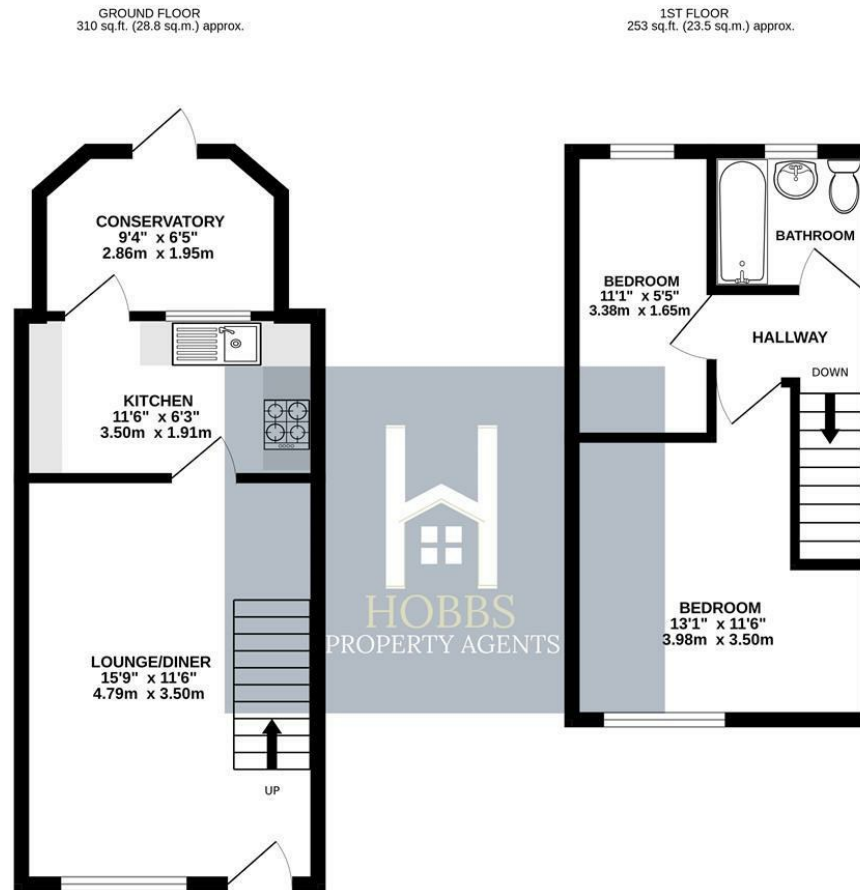 GROUND FLOOR
310 sq.ft. (28.8 sq.m.) approx.
1ST FLOOR
253 sq.ft. (23.5 sq.m.) approx.
CONSERVATORY
9'4" x 6'5"
2.86m x 1.95m
KITCHEN
11'6" x 6'3"
3.50m x 1.91m
LOUNGE/DINER
15'9" x 11'6"
4.79m x 3.50m
UP
HOBBS
PROPERTY AGENTS
BATHROOM
BEDROOM
11'1" x 5'5"
3.38m x 1.65m
HALLWAY
DOWN
BEDROOM
13'1" x 11'6"
3.98m x 3.50m